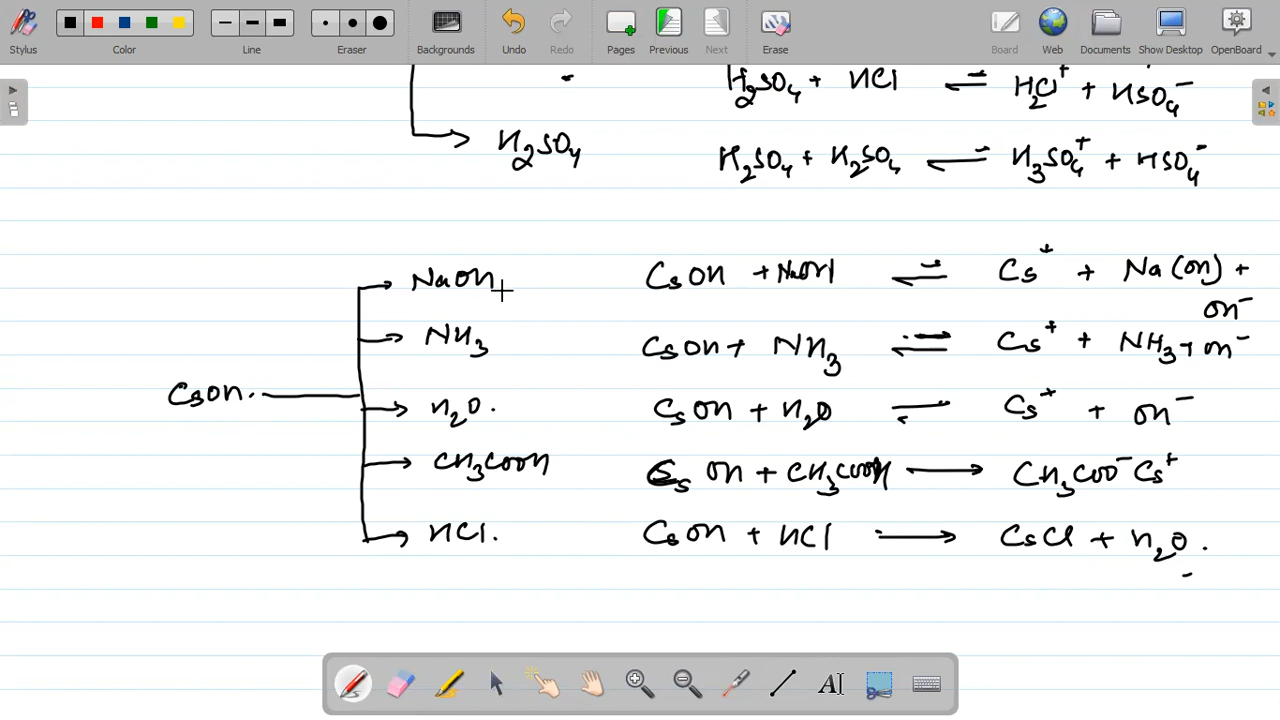 Stylus Color Line Eraser Backgrounds Undo Redo Pages Previous Next Erase Board Web Documents Show Desktop OpenBoard
H₂SO₄ + HCl ⇌ H₂Cl⁺ + HSO₄⁻
H₂SO₄
H₂SO₄ + H₂SO₄ ⇌ H₃SO₄⁺ + HSO₄⁻
NaOH
CsOH + NaOH ⇌ Cs⁺ + Na(OH) +
OH⁻
NH₃
CsOH + NH₃ ⇌ Cs⁺ + NH₃ + OH⁻
CsOH.
H₂O.
CsOH + H₂O ⇌ Cs⁺ + OH⁻
CH₃COOH
CsOH + CH₃COOH ⟶ CH₃COO⁻Cs⁺
HCl.
CsOH + HCl ⟶ CsCl + H₂O.